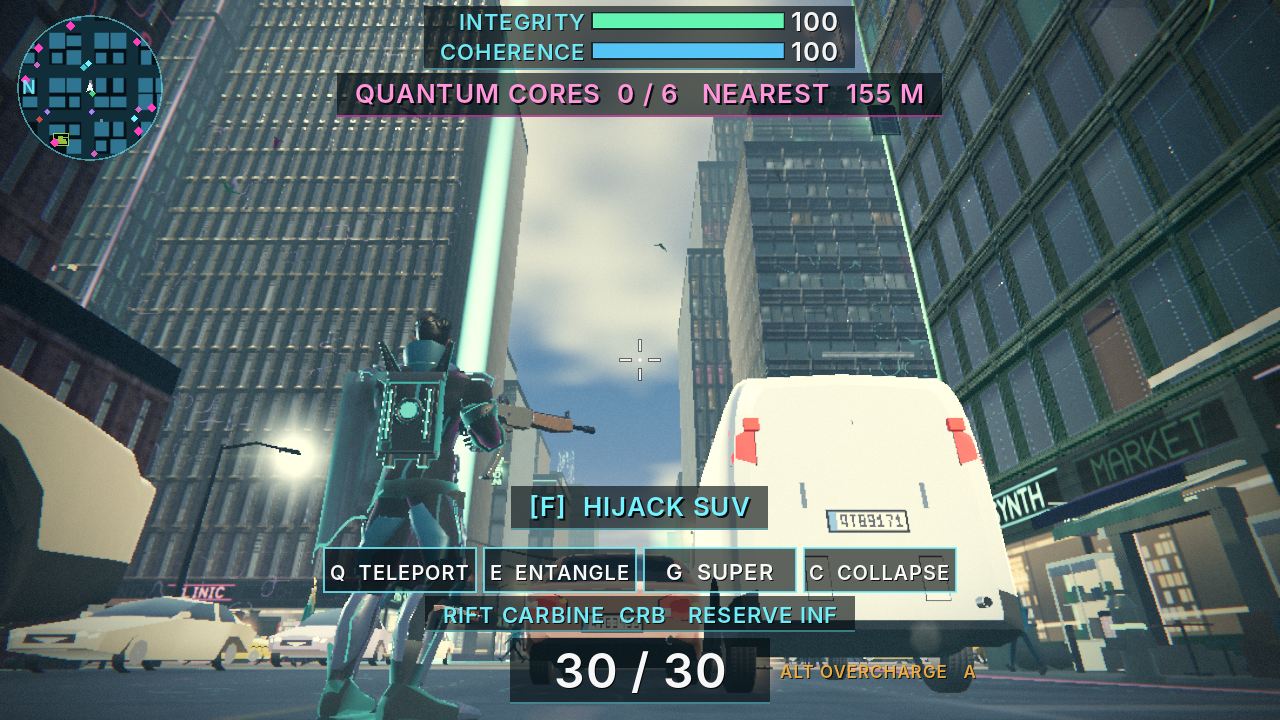 INTEGRITY 100
COHERENCE 100
QUANTUM CORES 0 / 6 NEAREST 155 M
N
MARKET
YNTH
[F] HIJACK SUV
9TB9171
Q TELEPORT
E ENTANGLE
G SUPER
C COLLAPSE
LINIC
RIFT CARBINE CRB RESERVE INF
30 / 30
ALT OVERCHARGE A